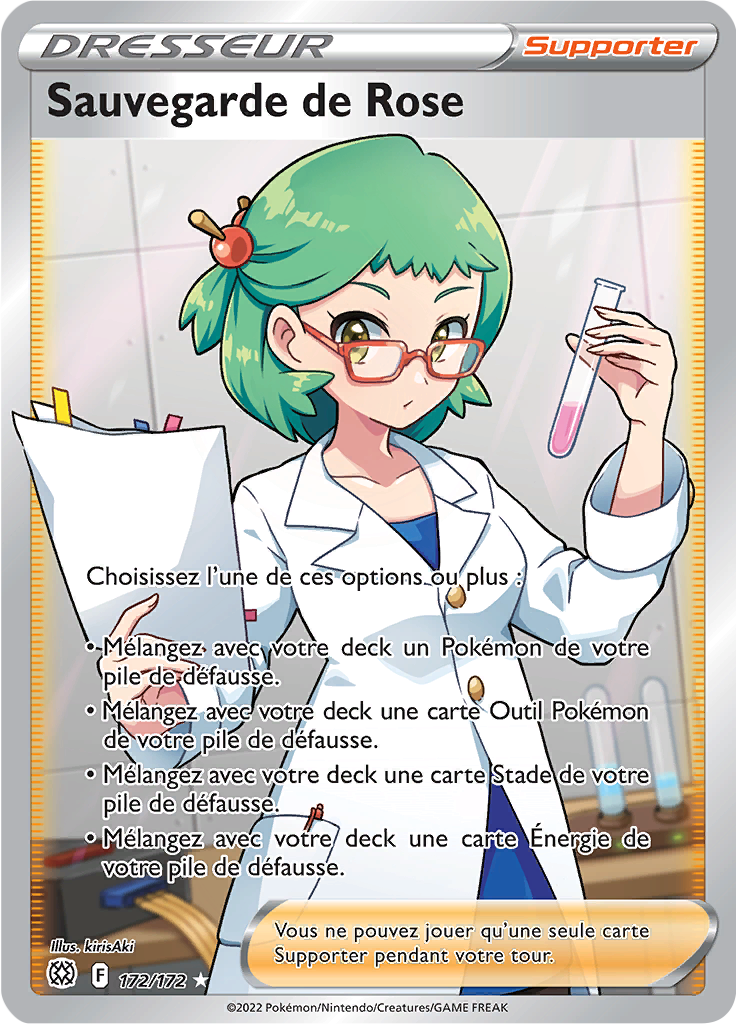 DRESSEUR
Supporter
Sauvegarde de Rose
Choisissez l'une de ces options ou plus :
• Mélangez avec votre deck un Pokémon de votre
pile de défausse.
• Mélangez avec votre deck une carte Outil Pokémon
de votre pile de défausse.
• Mélangez avec votre deck une carte Stade de votre
pile de défausse.
• Mélangez avec votre deck une carte Énergie de
votre pile de défausse.
Vous ne pouvez jouer qu'une seule carte
Supporter pendant votre tour.
Illus. kirisAki
F 172/172 ★
©2022 Pokémon/Nintendo/Creatures/GAME FREAK